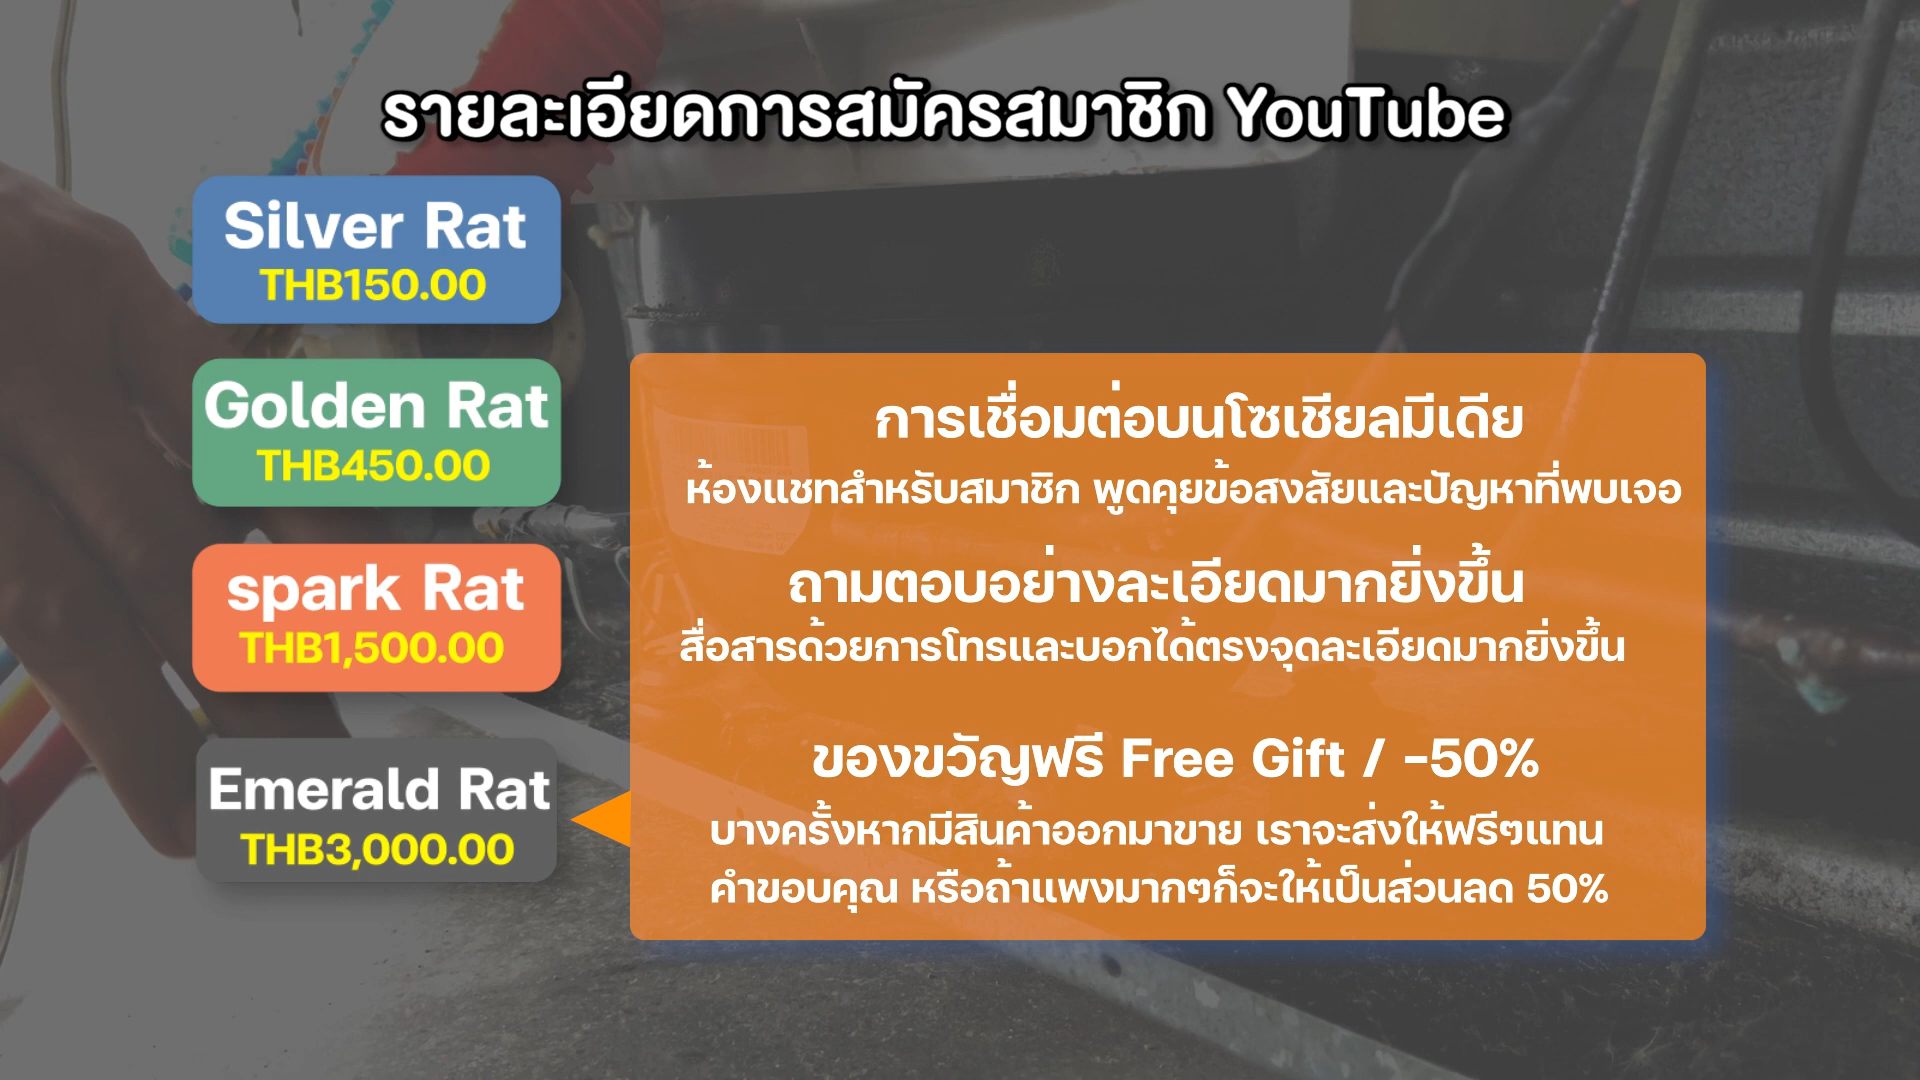 รายละเอียดการสมัครสมาชิก YouTube
Silver Rat
THB150.00
Golden Rat
THB450.00
spark Rat
THB1,500.00
Emerald Rat
THB3,000.00
การเชื่อมต่อบนโซเชียลมีเดีย
ห้องแชทสำหรับสมาชิก พูดคุยข้อสงสัยและปัญหาที่พบเจอ
ถามตอบอย่างละเอียดมากยิ่งขึ้น
สื่อสารด้วยการโทรและบอกได้ตรงจุดละเอียดมากยิ่งขึ้น
ของขวัญฟรี Free Gift / -50%
บางครั้งหากมีสินค้าออกมาขาย เราจะส่งให้ฟรีๆแทน
คำขอบคุณ หรือถ้าแพงมากๆก็จะให้เป็นส่วนลด 50%